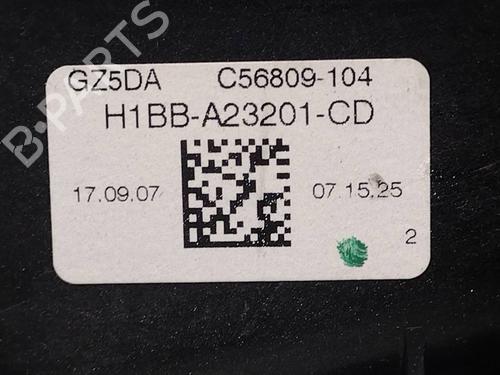 GZ5DA C56809-104
H1BB-A23201-CD
17.09.07 07.15.25
2
B-PARTS